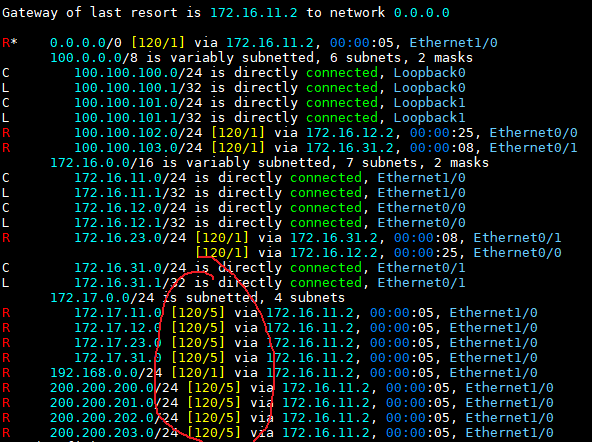 Gateway of last resort is 172.16.11.2 to network 0.0.0.0
R* 0.0.0.0/0 [120/1] via 172.16.11.2, 00:00:05, Ethernet1/0
100.0.0.0/8 is variably subnetted, 6 subnets, 2 masks
C 100.100.100.0/24 is directly connected, Loopback0
L 100.100.100.1/32 is directly connected, Loopback0
C 100.100.101.0/24 is directly connected, Loopback1
L 100.100.101.1/32 is directly connected, Loopback1
R 100.100.102.0/24 [120/1] via 172.16.12.2, 00:00:25, Ethernet0/0
R 100.100.103.0/24 [120/1] via 172.16.31.2, 00:00:08, Ethernet0/1
172.16.0.0/16 is variably subnetted, 7 subnets, 2 masks
C 172.16.11.0/24 is directly connected, Ethernet1/0
L 172.16.11.1/32 is directly connected, Ethernet1/0
C 172.16.12.0/24 is directly connected, Ethernet0/0
L 172.16.12.1/32 is directly connected, Ethernet0/0
R 172.16.23.0/24 [120/1] via 172.16.31.2, 00:00:08, Ethernet0/1
[120/1] via 172.16.12.2, 00:00:25, Ethernet0/0
C 172.16.31.0/24 is directly connected, Ethernet0/1
L 172.16.31.1/32 is directly connected, Ethernet0/1
172.17.0.0/24 is subnetted, 4 subnets
R 172.17.11.0 [120/5] via 172.16.11.2, 00:00:05, Ethernet1/0
R 172.17.12.0 [120/5] via 172.16.11.2, 00:00:05, Ethernet1/0
R 172.17.23.0 [120/5] via 172.16.11.2, 00:00:05, Ethernet1/0
R 172.17.31.0 [120/5] via 172.16.11.2, 00:00:05, Ethernet1/0
R 192.168.0.0/24 [120/1] via 172.16.11.2, 00:00:05, Ethernet1/0
R 200.200.200.0/24 [120/5] via 172.16.11.2, 00:00:05, Ethernet1/0
R 200.200.201.0/24 [120/5] via 172.16.11.2, 00:00:05, Ethernet1/0
R 200.200.202.0/24 [120/5] via 172.16.11.2, 00:00:05, Ethernet1/0
R 200.200.203.0/24 [120/5] via 172.16.11.2, 00:00:05, Ethernet1/0